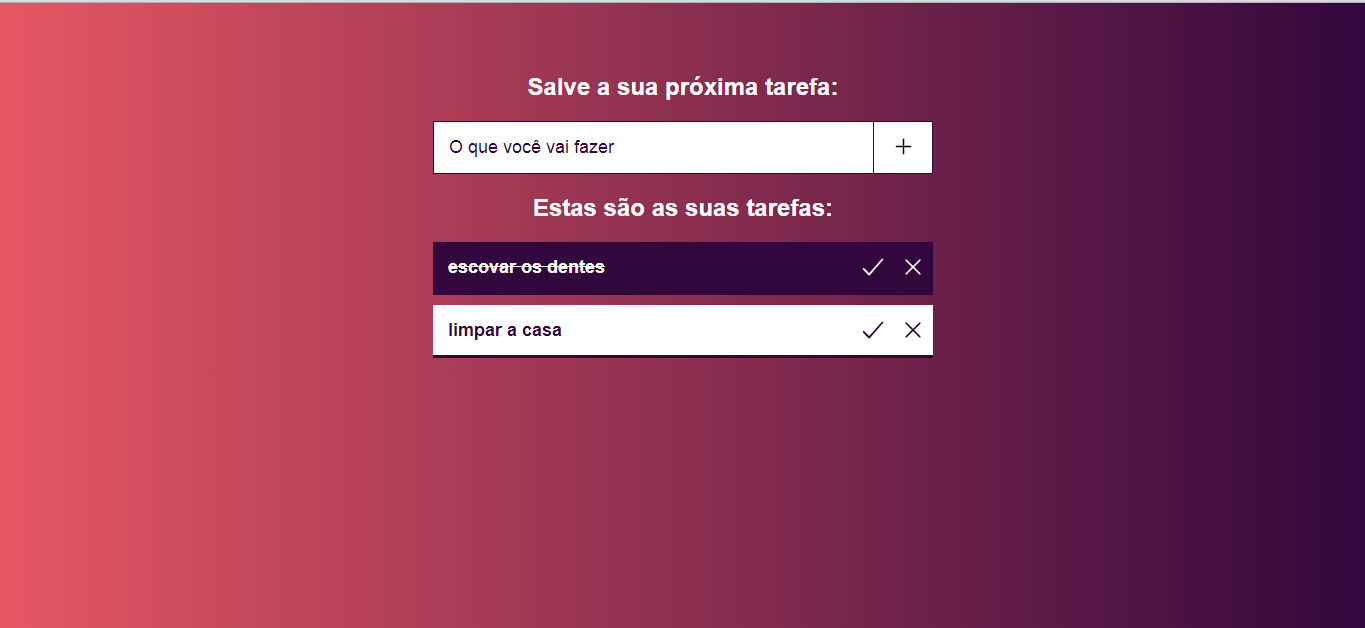 Salve a sua próxima tarefa:
O que você vai fazer
Estas são as suas tarefas:
escovar os dentes
limpar a casa